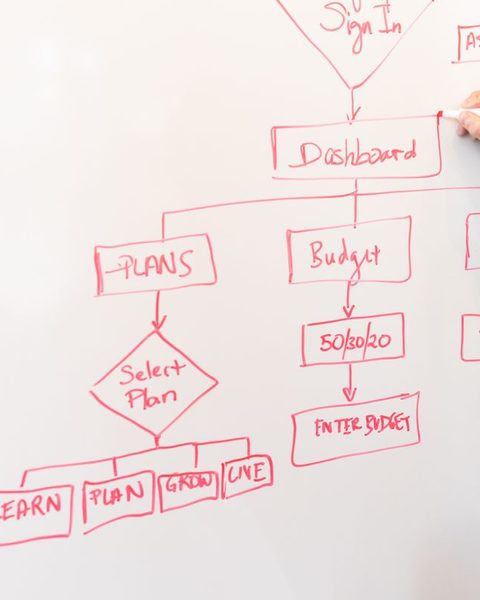 Sign In
Dashboard
PLANS
Budget
50/30/20
Select
Plan
ENTER BUDGET
EARN
PLAN
GROW
LIVE